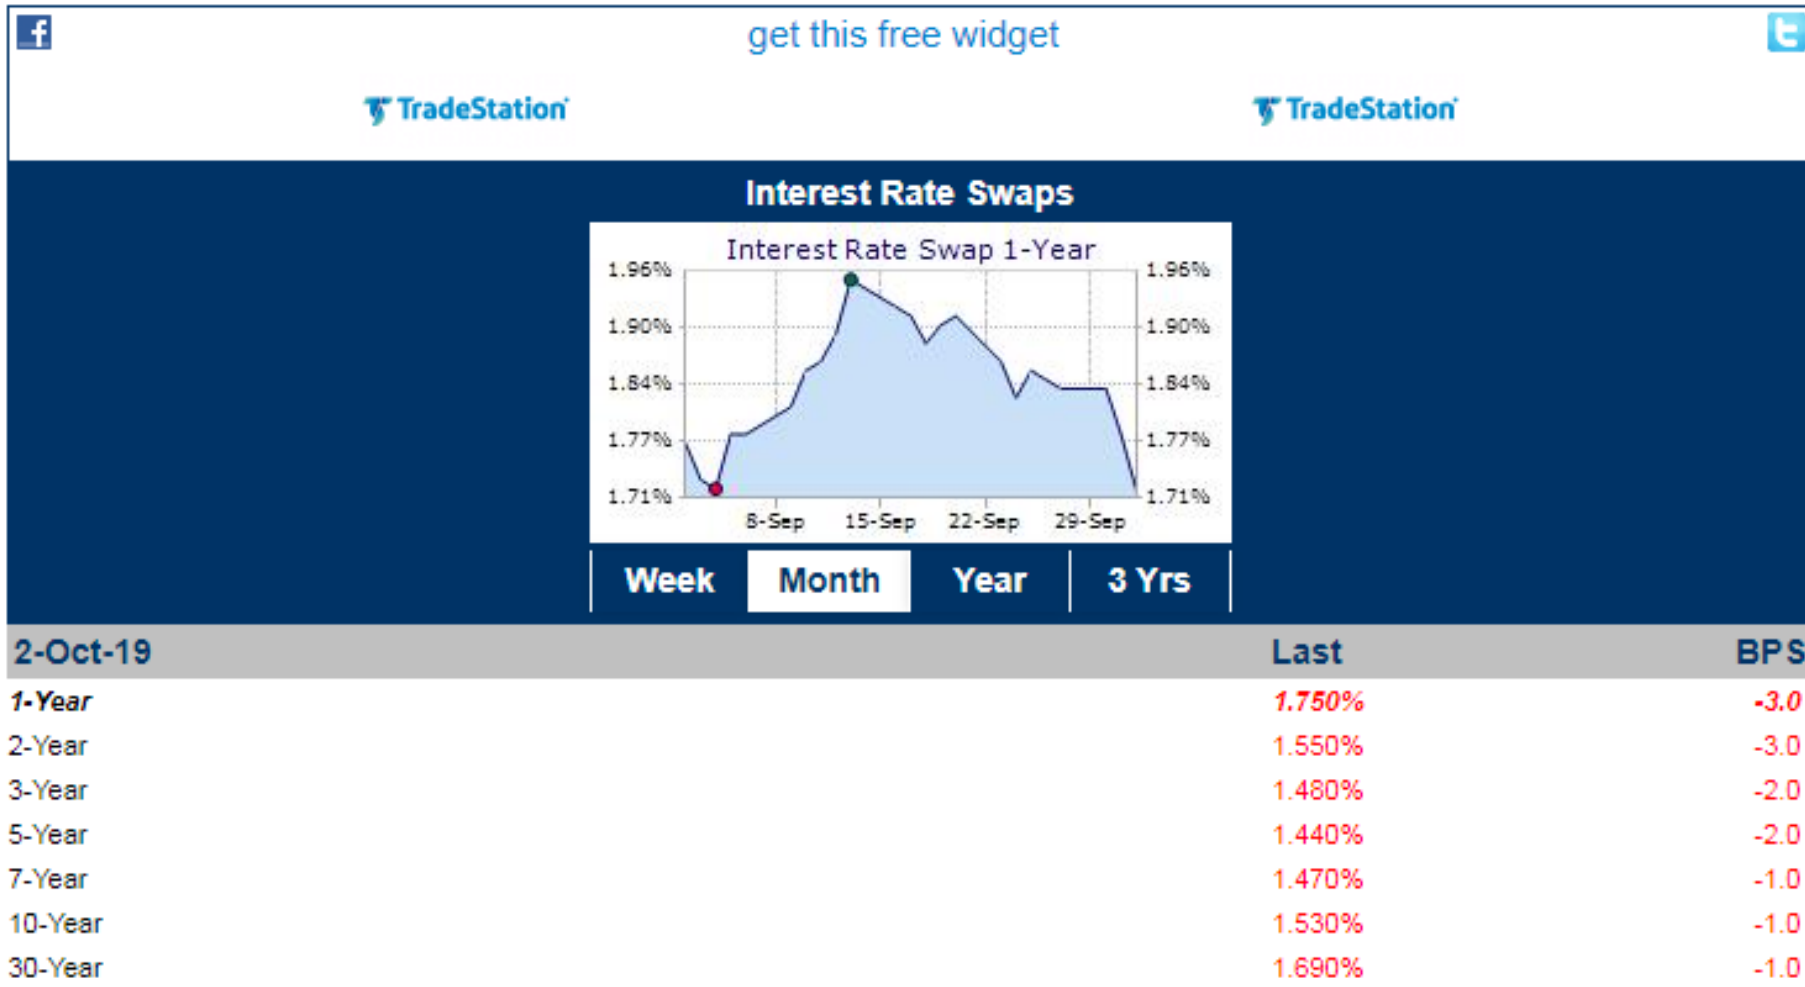 get this free widget
TradeStation TradeStation
Interest Rate Swaps
Interest Rate Swap 1-Year
1.96% 1.96%
1.90% 1.90%
1.84% 1.84%
1.77% 1.77%
1.71% 1.71%
8-Sep 15-Sep 22-Sep 29-Sep
Week Month Year 3 Yrs
2-Oct-19 Last BPS
1-Year 1.750% -3.0
2-Year 1.550% -3.0
3-Year 1.480% -2.0
5-Year 1.440% -2.0
7-Year 1.470% -1.0
10-Year 1.530% -1.0
30-Year 1.690% -1.0